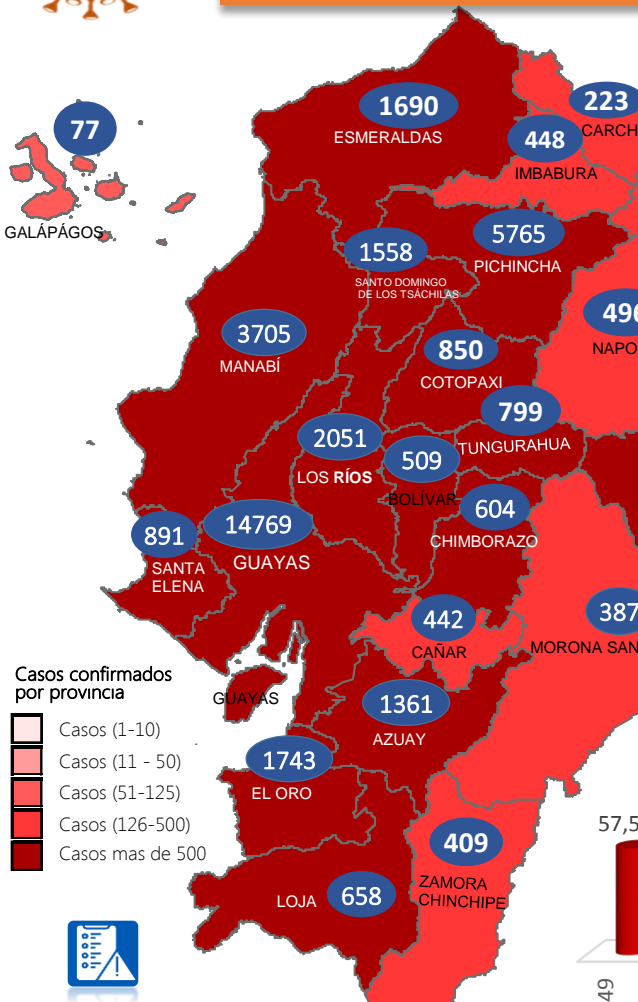 1690
ESMERALDAS
223
CARCH
77
448
IMBABURA
GALÁPÁGOS
5765
PICHINCHA
1558
SANTO DOMINGO
DE LOS TSÁCHILAS
496
NAPO
3705
MANABÍ
850
COTOPAXI
799
TUNGURAHUA
2051
LOS RÍOS
509
BOLÍVAR
604
CHIMBORAZO
14769
GUAYAS
891
SANTA
ELENA
442
CAÑAR
387
MORONA SAN
Casos confirmados
por provincia
GUAYAS
1361
AZUAY
Casos (1-10)
Casos (11 - 50)
Casos (51-125)
Casos (126-500)
Casos mas de 500
1743
EL ORO
57,5
409
ZAMORA
CHINCHIPE
LOJA
658
49